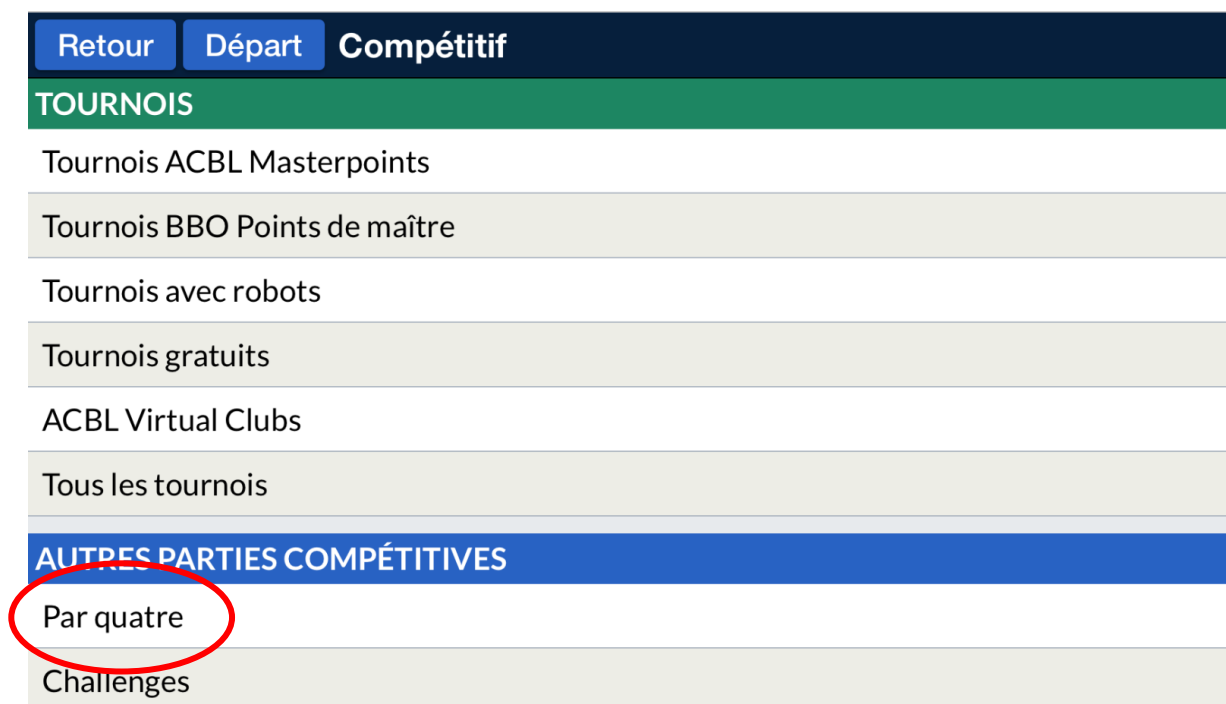 Retour Départ Compétitif
TOURNOIS
Tournois ACBL Masterpoints
Tournois BBO Points de maître
Tournois avec robots
Tournois gratuits
ACBL Virtual Clubs
Tous les tournois
AUTRES PARTIES COMPÉTITIVES
Par quatre
Challenges